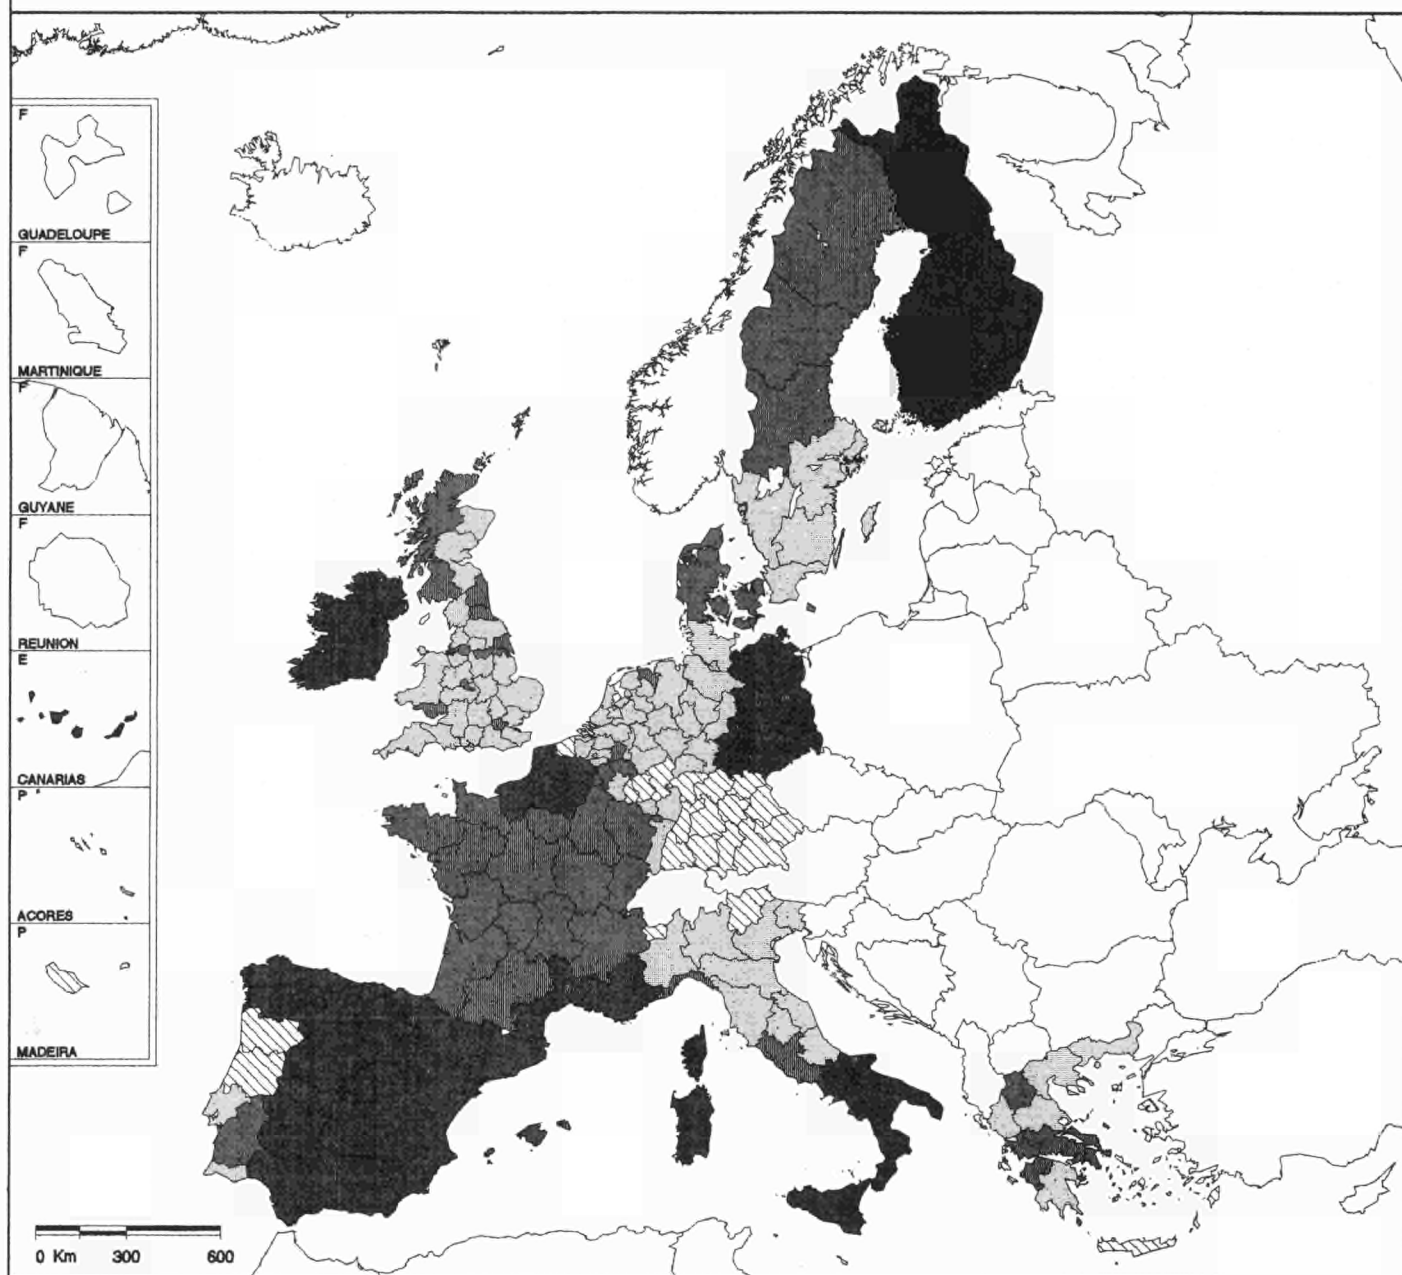 F
GUADELOUPE
F
MARTINIQUE
F
GUYANE
F
REUNION
E
CANARIAS
P
ACORES
P
MADEIRA
0 Km 300 600